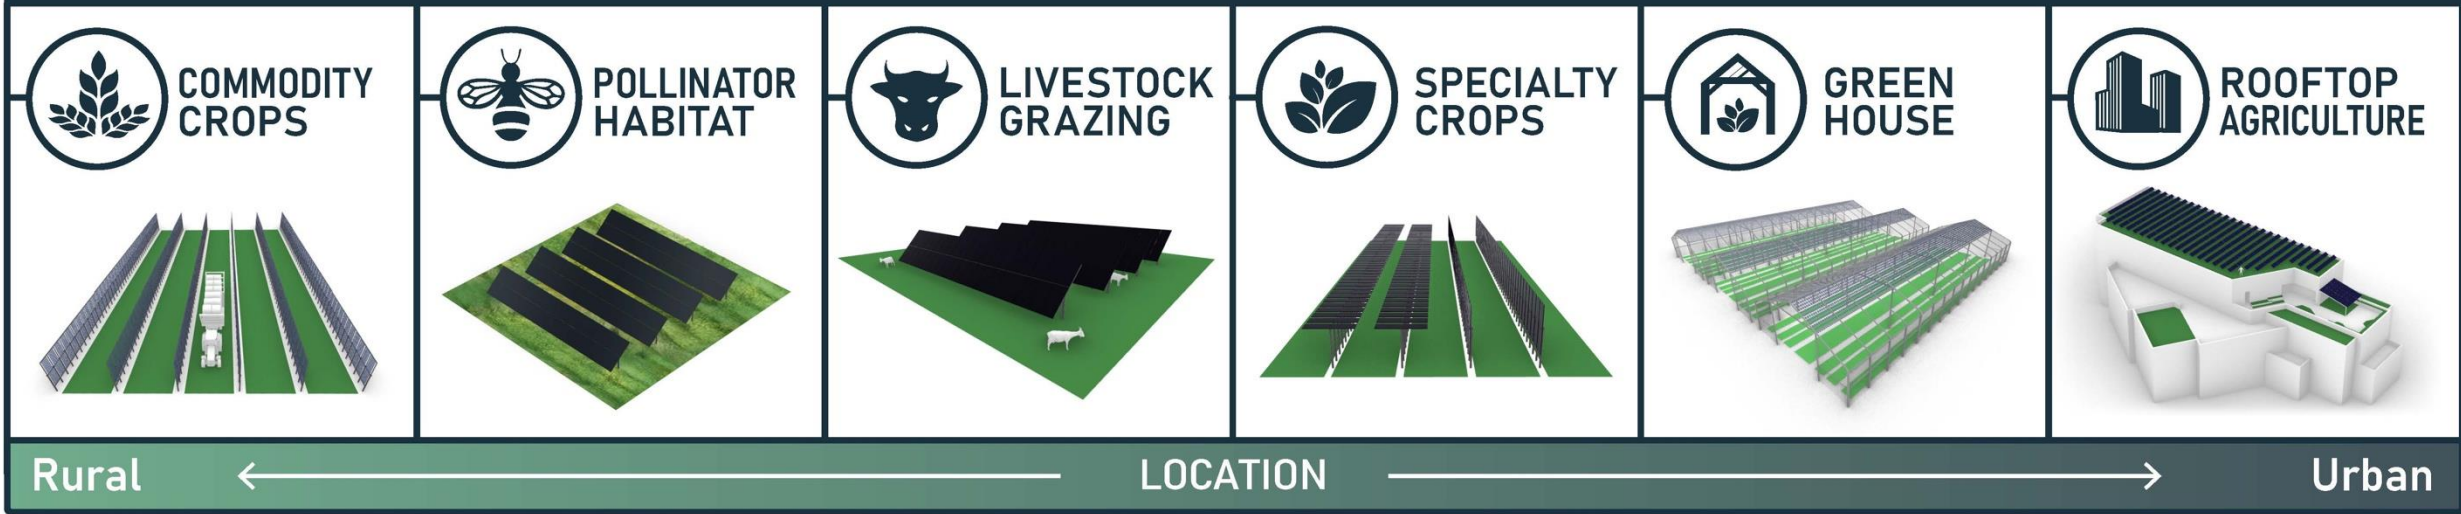 COMMODITY
CROPS
POLLINATOR
HABITAT
LIVESTOCK
GRAZING
SPECIALTY
CROPS
GREEN
HOUSE
ROOFTOP
AGRICULTURE
Rural
LOCATION
Urban